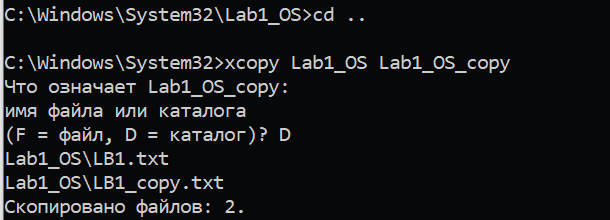 C:\Windows\System32\Lab1_OS>cd ..
C:\Windows\System32>xcopy Lab1_OS Lab1_OS_copy
Что означает Lab1_OS_copy:
имя файла или каталога
(F = файл, D = каталог)? D
Lab1_OS\LB1.txt
Lab1_OS\LB1_copy.txt
Скопировано файлов: 2.